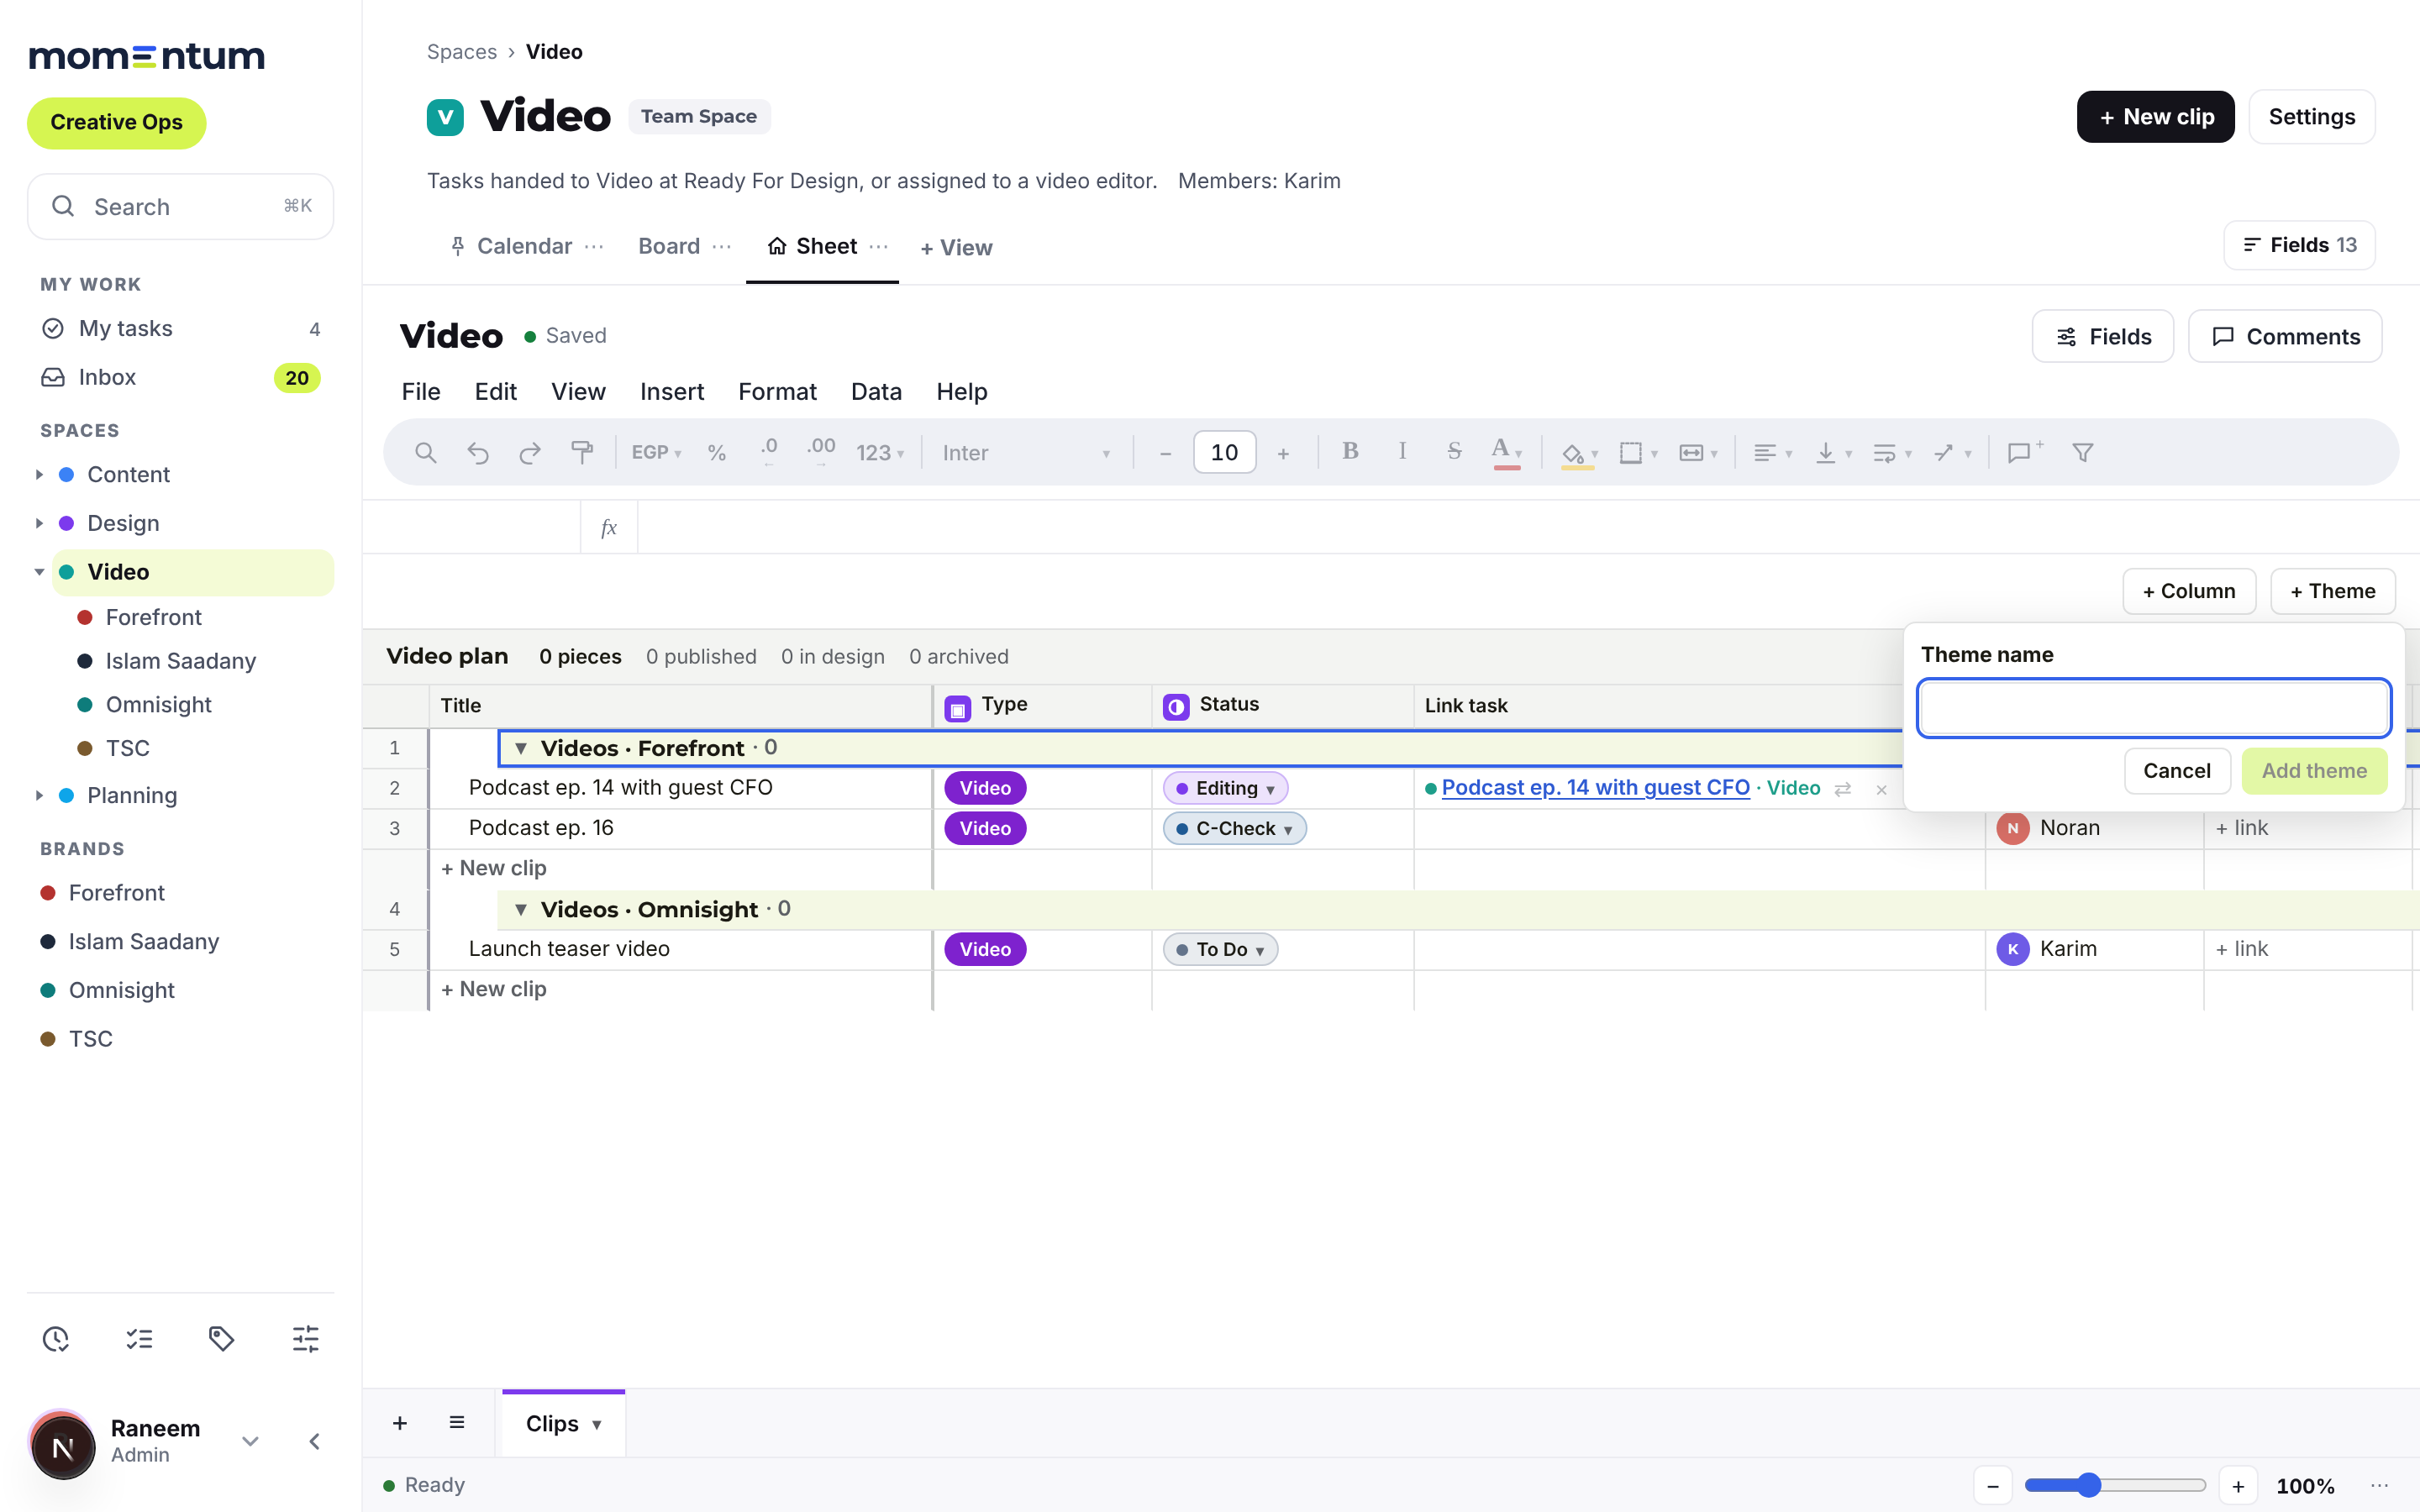 momentum
Creative Ops
Search ⌘K
MY WORK
My tasks 4
Inbox 20
SPACES
Content
Design
Video
Forefront
Islam Saadany
Omnisight
TSC
Planning
BRANDS
Forefront
Islam Saadany
Omnisight
TSC
N
Raneem
Admin
Spaces › Video
V Video Team Space
+ New clip Settings
Tasks handed to Video at Ready For Design, or assigned to a video editor. Members: Karim
Calendar ··· Board ··· Sheet ··· + View
Fields 13
Video Saved
Fields Comments
File Edit View Insert Format Data Help
EGP % .0 .00 123 Inter − 10 + B I S A
fx
+ Column + Theme
Video plan 0 pieces 0 published 0 in design 0 archived
Theme name
Cancel Add theme
Title Type Status Link task
1 Videos · Forefront · 0
2 Podcast ep. 14 with guest CFO Video Editing Podcast ep. 14 with guest CFO · Video ⇄ ×
3 Podcast ep. 16 Video C-Check N Noran + link
+ New clip
4 Videos · Omnisight · 0
5 Launch teaser video Video To Do K Karim + link
+ New clip
+ ≡ Clips
Ready
− + 100% ···